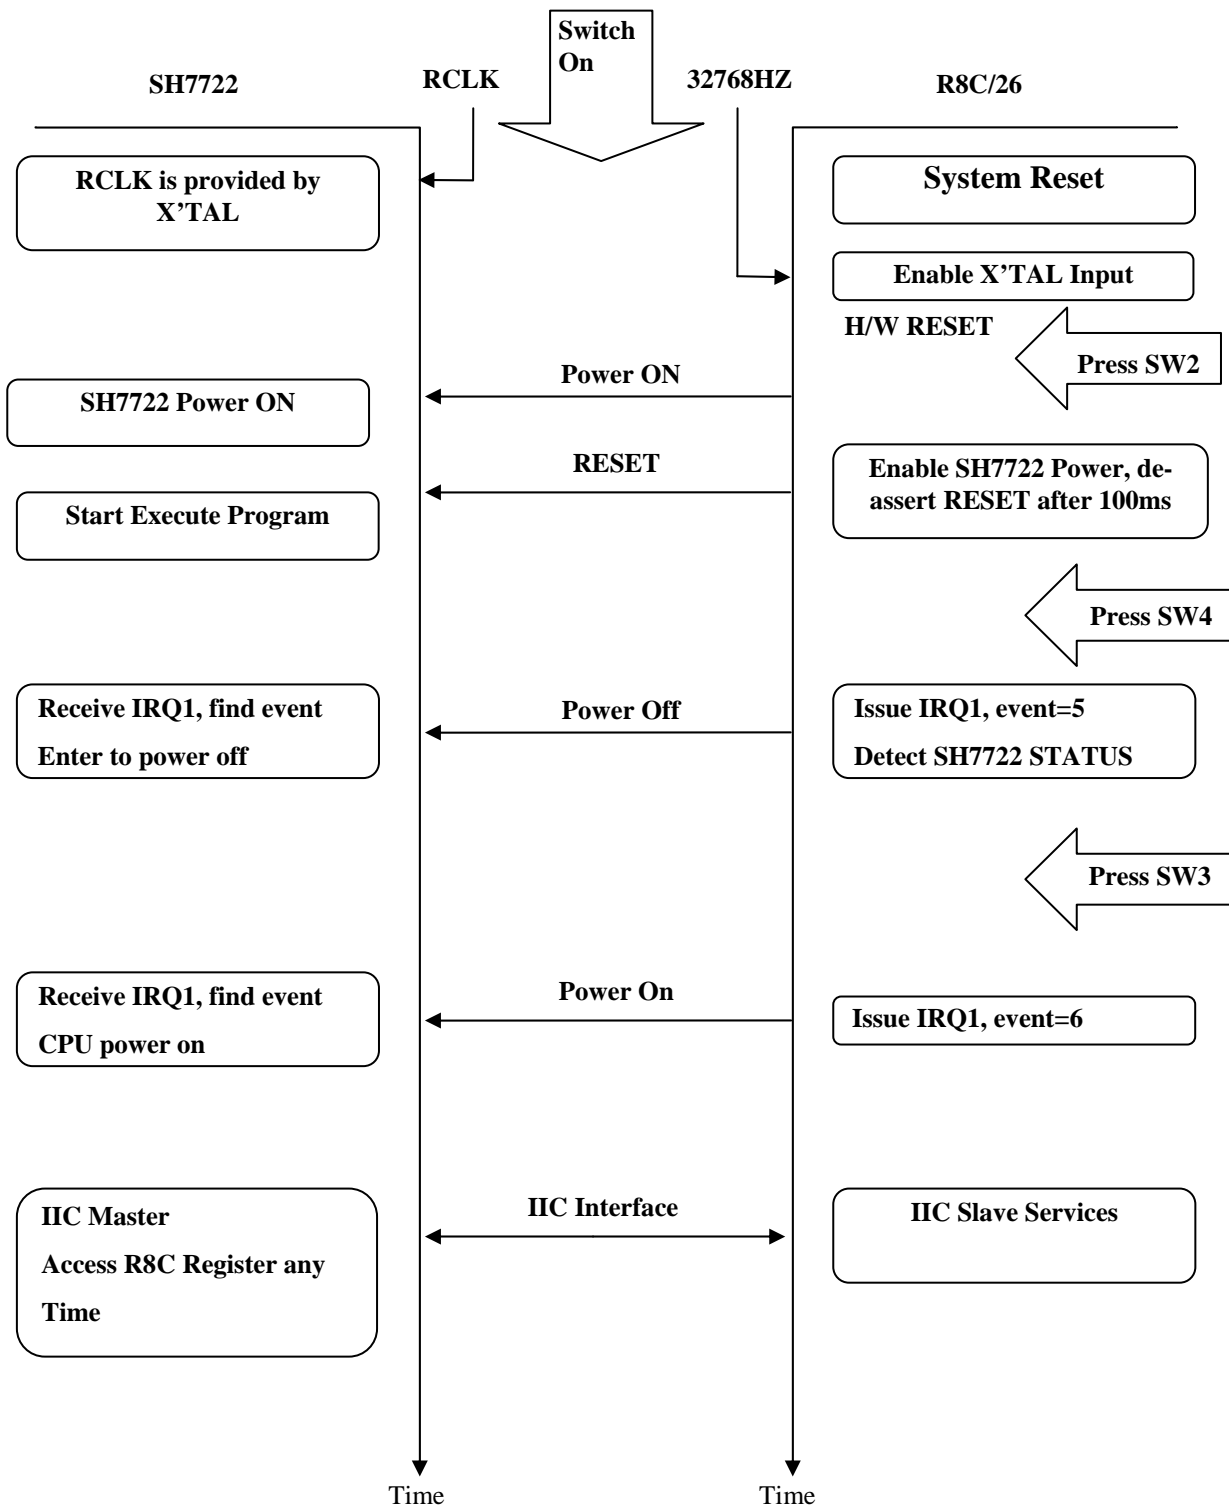 Switch
On
SH7722
RCLK
32768HZ
R8C/26
RCLK is provided by
X’TAL
System Reset
Enable X’TAL Input
H/W RESET
Press SW2
Power ON
SH7722 Power ON
RESET
Enable SH7722 Power, de-
assert RESET after 100ms
Start Execute Program
Press SW4
Receive IRQ1, find event
Enter to power off
Power Off
Issue IRQ1, event=5
Detect SH7722 STATUS
Press SW3
Receive IRQ1, find event
CPU power on
Power On
Issue IRQ1, event=6
IIC Master
Access R8C Register any
Time
IIC Interface
IIC Slave Services
Time
Time